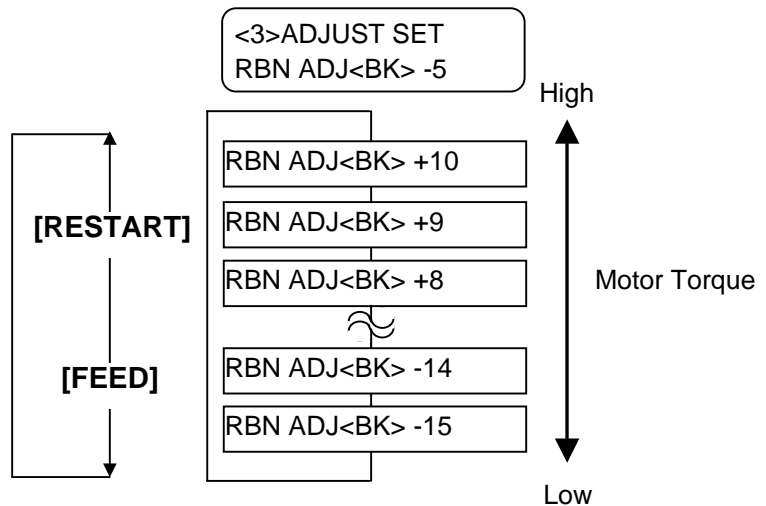 <3>ADJUST SET
RBN ADJ<BK> -5
High
RBN ADJ<BK> +10
[RESTART]
RBN ADJ<BK> +9
RBN ADJ<BK> +8
Motor Torque
[FEED]
RBN ADJ<BK> -14
RBN ADJ<BK> -15
Low